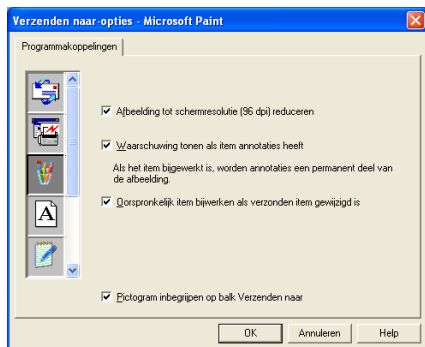 Verzenden naar-opties - Microsoft Paint
Programmakoppelingen
Afbeelding tot schermresolutie (96 dpi) reduceren
Waarschuwing tonen als item annotaties heeft
Als het item bijgewerkt is, worden annotaties een permanent deel van
de afbeelding.
Oorspronkelijk item bijwerken als verzonden item gewijzigd is
A
Pictogram inbegrijpen op balk Verzenden naar
OK Annuleren Help